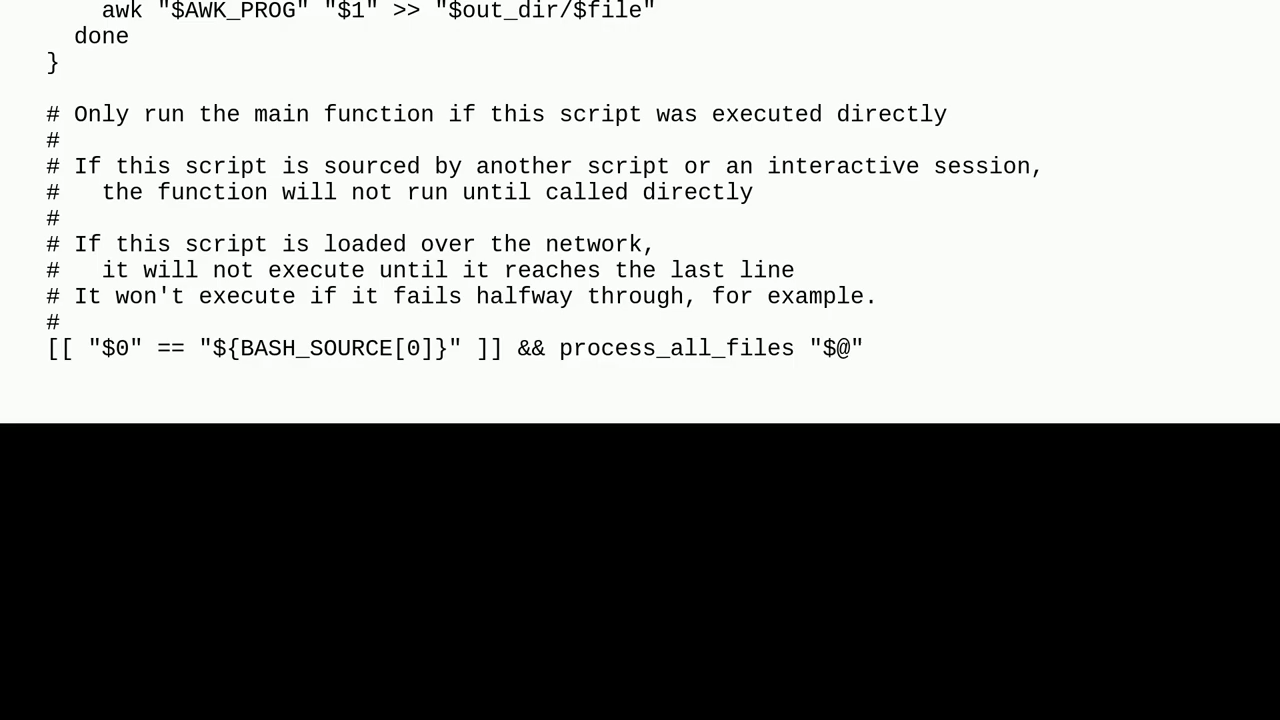 awk "$AWK_PROG" "$1" >> "$out_dir/$file"
done
}
# Only run the main function if this script was executed directly
#
# If this script is sourced by another script or an interactive session,
#   the function will not run until called directly
#
# If this script is loaded over the network,
#   it will not execute until it reaches the last line
# It won't execute if it fails halfway through, for example.
#
[[ "$0" == "${BASH_SOURCE[0]}" ]] && process_all_files "$@"